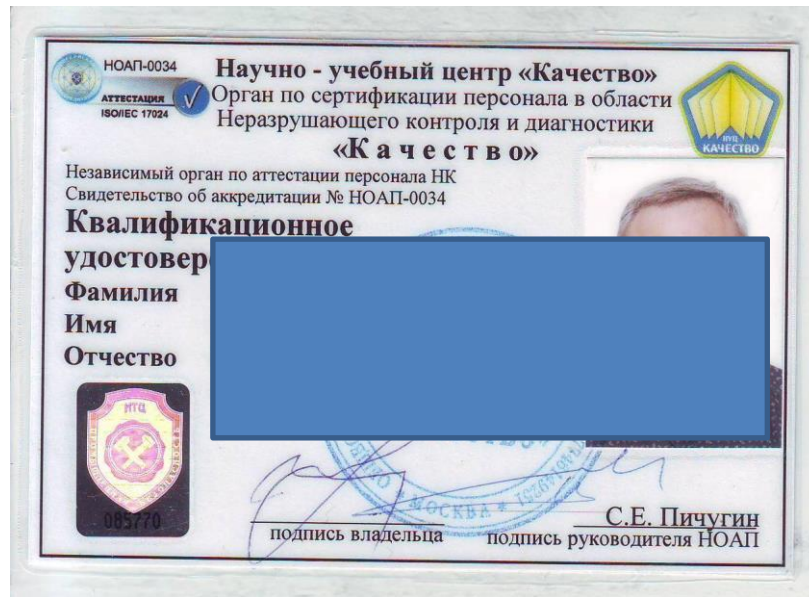 НОАП-0034
АТТЕСТАЦИЯ
ISO/IEC 17024
Научно - учебный центр «Качество»
Орган по сертификации персонала в области
Неразрушающего контроля и диагностики
«К а ч е с т в о»
НУЦ
КАЧЕСТВО
Независимый орган по аттестации персонала НК
Свидетельство об аккредитации № НОАП-0034
Квалификационное
удостовер
Фамилия
Имя
Отчество
НТЦ
085770
* МОСКВА *
С.Е. Пичугин
подпись владельца
подпись руководителя НОАП